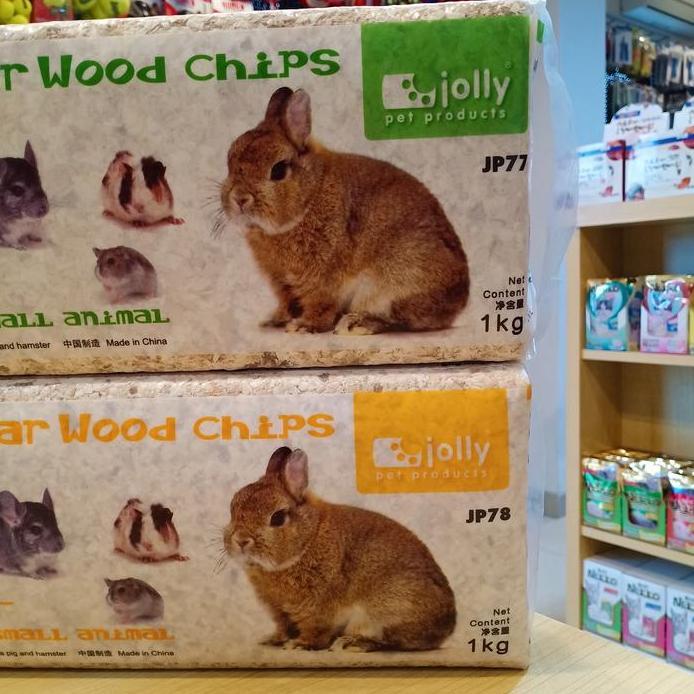 r Wood Chips
jolly
pet products
JP77
Net
Content
净含量
1kg
all animal
and hamster 中国制造 Made in China
ar Wood Chips
jolly
pet products
JP78
Net
Content
净含量
1kg
small animal
a pig and hamster 中国制造 Made in China